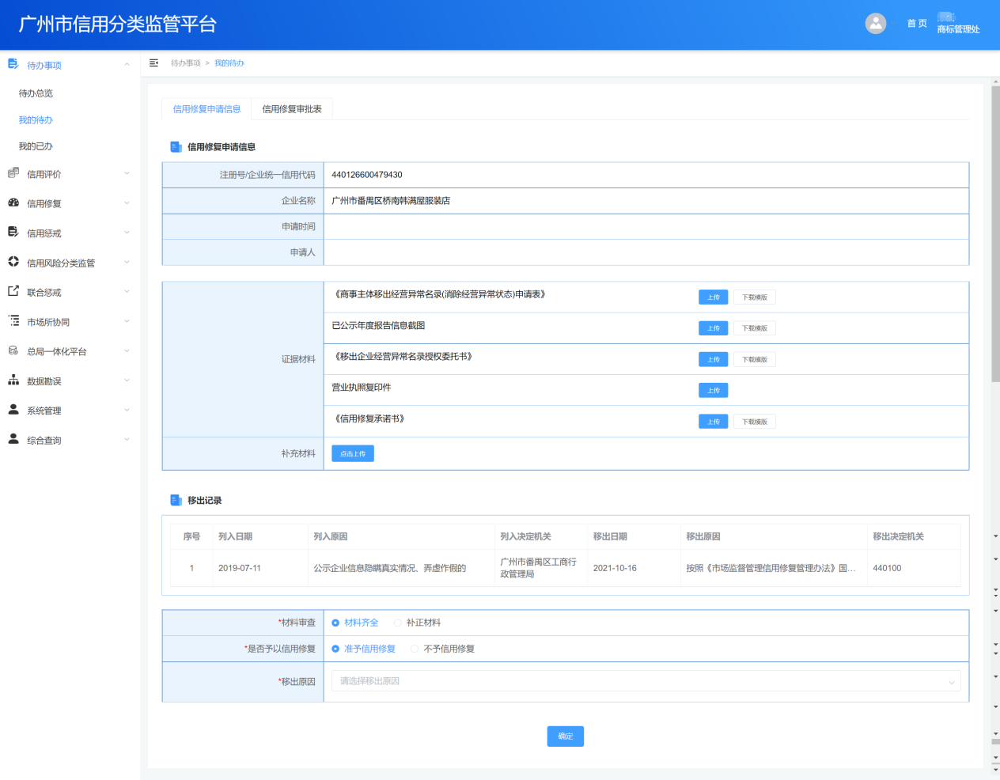 广州市信用分类监管平台
首页
商标管理处
待办事项
待办事项 > 我的待办
待办总览
我的待办
我的已办
信用评价
信用修复
信用惩戒
信用风险分类监管
联合惩戒
市场所协同
总局一体化平台
数据勘误
系统管理
综合查询
信用修复申请信息 信用修复审批表
信用修复申请信息
注册号/企业统一信用代码 440126600479430
企业名称 广州市番禺区桥南韩满屋服装店
申请时间
申请人
证据材料
《商事主体移出经营异常名录(消除经营异常状态)申请表》 上传 下载模版
已公示年度报告信息截图 上传 下载模版
《移出企业经营异常名录授权委托书》 上传 下载模版
营业执照复印件 上传
《信用修复承诺书》 上传 下载模版
补充材料 点击上传
移出记录
序号 列入日期 列入原因 列入决定机关 移出日期 移出原因 移出决定机关
1 2019-07-11 公示企业信息隐瞒真实情况、弄虚作假的 广州市番禺区工商行政管理局 2021-10-16 按照《市场监督管理信用修复管理办法》国... 440100
*材料审查 材料齐全 补正材料
*是否予以信用修复 准予信用修复 不予信用修复
*移出原因 请选择移出原因
确定